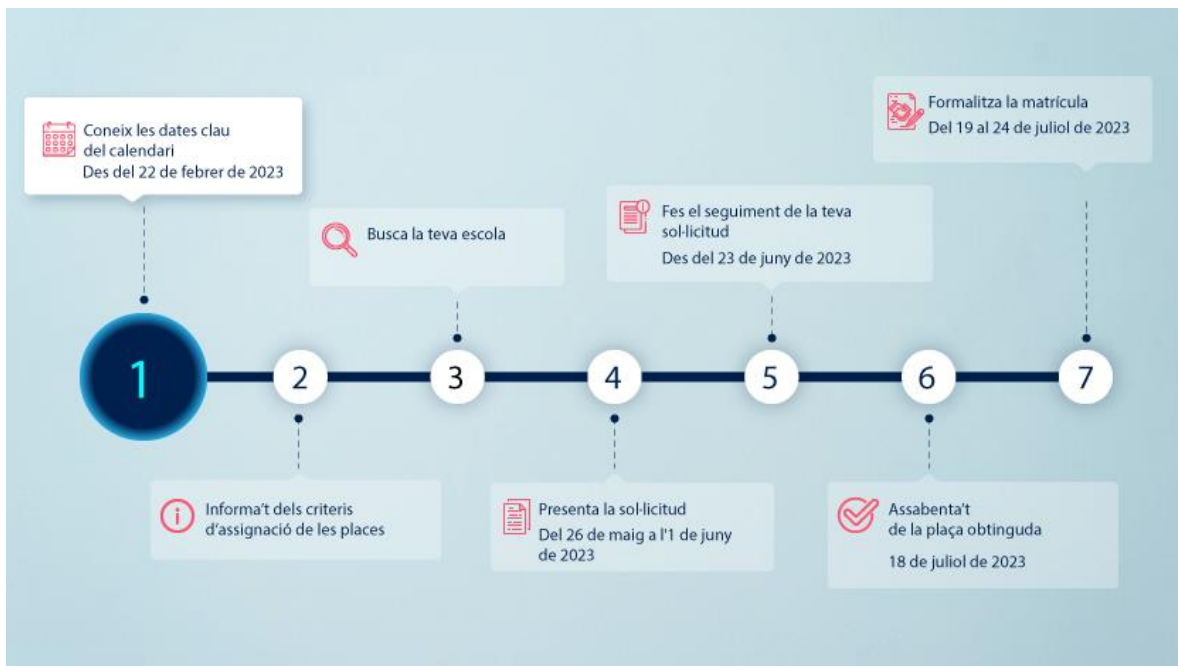 Coneix les dates clau
del calendari
Des del 22 de febrer de 2023
1
2
Informa't dels criteris
d'assignació de les places
Busca la teva escola
3
4
Presenta la sol·licitud
Del 26 de maig a l'1 de juny
de 2023
Fes el seguiment de la teva
sol·licitud
Des del 23 de juny de 2023
5
6
Assabenta't
de la plaça obtinguda
18 de juliol de 2023
Formalitza la matrícula
Del 19 al 24 de juliol de 2023
7